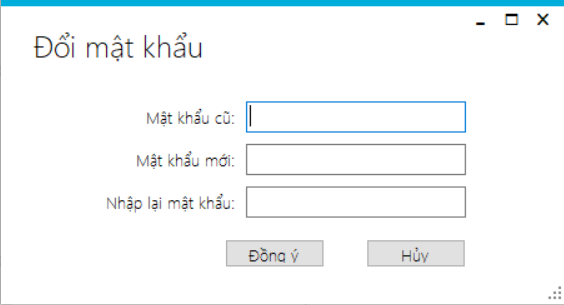 Đổi mật khẩu
Mật khẩu cũ:
Mật khẩu mới:
Nhập lại mật khẩu:
Đồng ý
Hủy